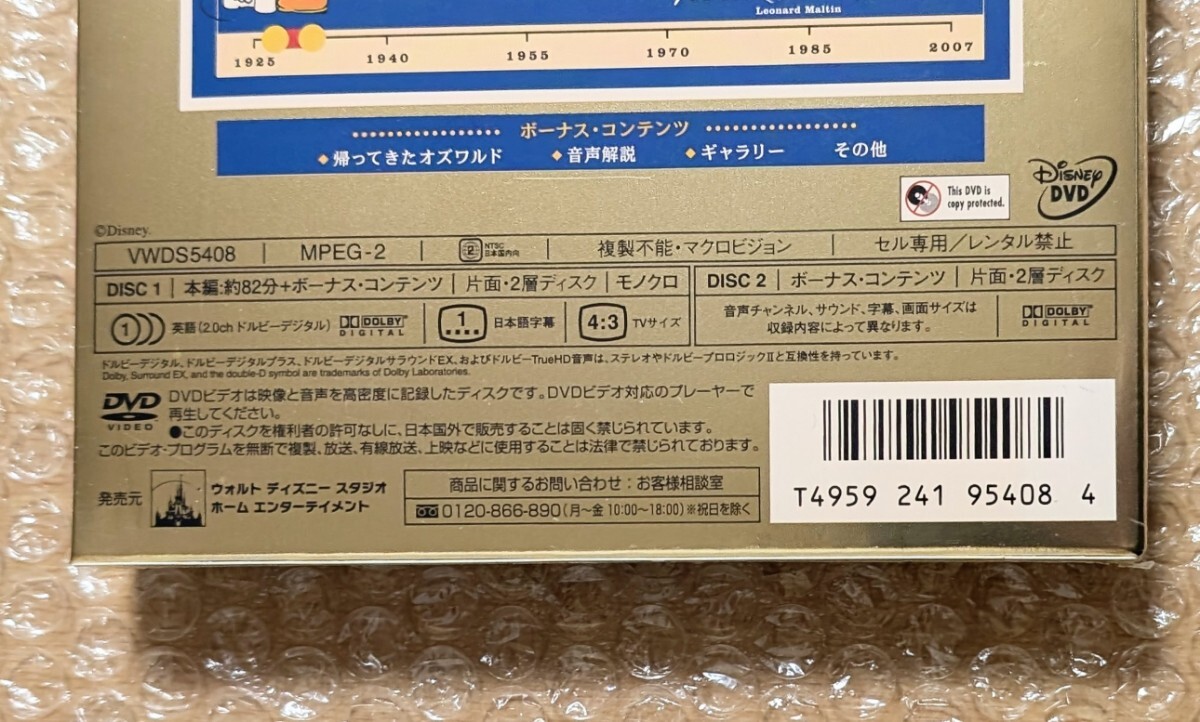 Leonard Maltin
1925 1940 1955 1970 1985 2007
ボーナス・コンテンツ
◆帰ってきたオズワルド ◆音声解説 ◆ギャラリー その他
This DVD is
copy protected.
DISNEY
DVD
©Disney.
VWDS5408 MPEG-2 2 NTSC 日本国内向 複製不能・マクロビジョン セル専用/レンタル禁止
DISC 1 本編:約82分+ボーナス・コンテンツ 片面・2層ディスク モノクロ
1 英語(2.0ch ドルビーデジタル) DOLBY DIGITAL 1 日本語字幕 4:3 TVサイズ
DISC 2 ボーナス・コンテンツ 片面・2層ディスク
音声チャンネル、サウンド、字幕、画面サイズは
収録内容によって異なります。
DOLBY DIGITAL
ドルビーデジタル、ドルビーデジタルプラス、ドルビーデジタルサラウンドEX、およびドルビーTrueHD音声は、ステレオやドルビープロロジックⅡと互換性を持っています。
Dolby, Surround EX, and the double-D symbol are trademarks of Dolby Laboratories.
DVD VIDEO
DVDビデオは映像と音声を高密度に記録したディスクです。DVDビデオ対応のプレーヤーで
再生してください。
●このディスクを権利者の許可なしに、日本国外で販売することは固く禁じられています。
このビデオ・プログラムを無断で複製、放送、有線放送、上映などに使用することは法律で禁じられております。
発売元
ウォルト ディズニー スタジオ
ホーム エンターテイメント
商品に関するお問い合わせ:お客様相談室
0120-866-890(月〜金 10:00〜18:00)※祝日を除く
T4959 241 95408 4